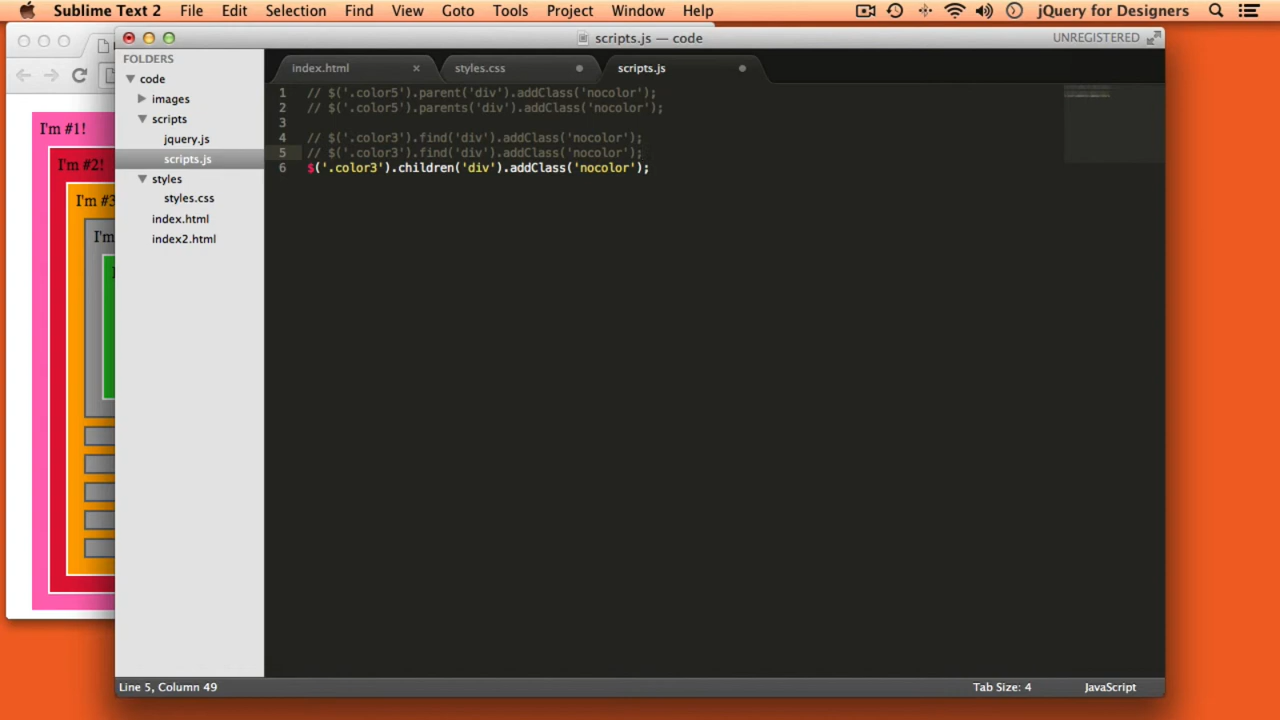 Sublime Text 2 File Edit Selection Find View Goto Tools Project Window Help jQuery for Designers
scripts.js — code
UNREGISTERED
FOLDERS
code
images
scripts
jquery.js
scripts.js
styles
styles.css
index.html
index2.html
index.html × styles.css scripts.js
1 // $('.color5').parent('div').addClass('nocolor');
2 // $('.color5').parents('div').addClass('nocolor');
3
4 // $('.color3').find('div').addClass('nocolor');
5 // $('.color3').find('div').addClass('nocolor');
6 $('.color3').children('div').addClass('nocolor');
I'm #1!
I'm #2!
I'm #3
I'm
Line 5, Column 49
Tab Size: 4
JavaScript